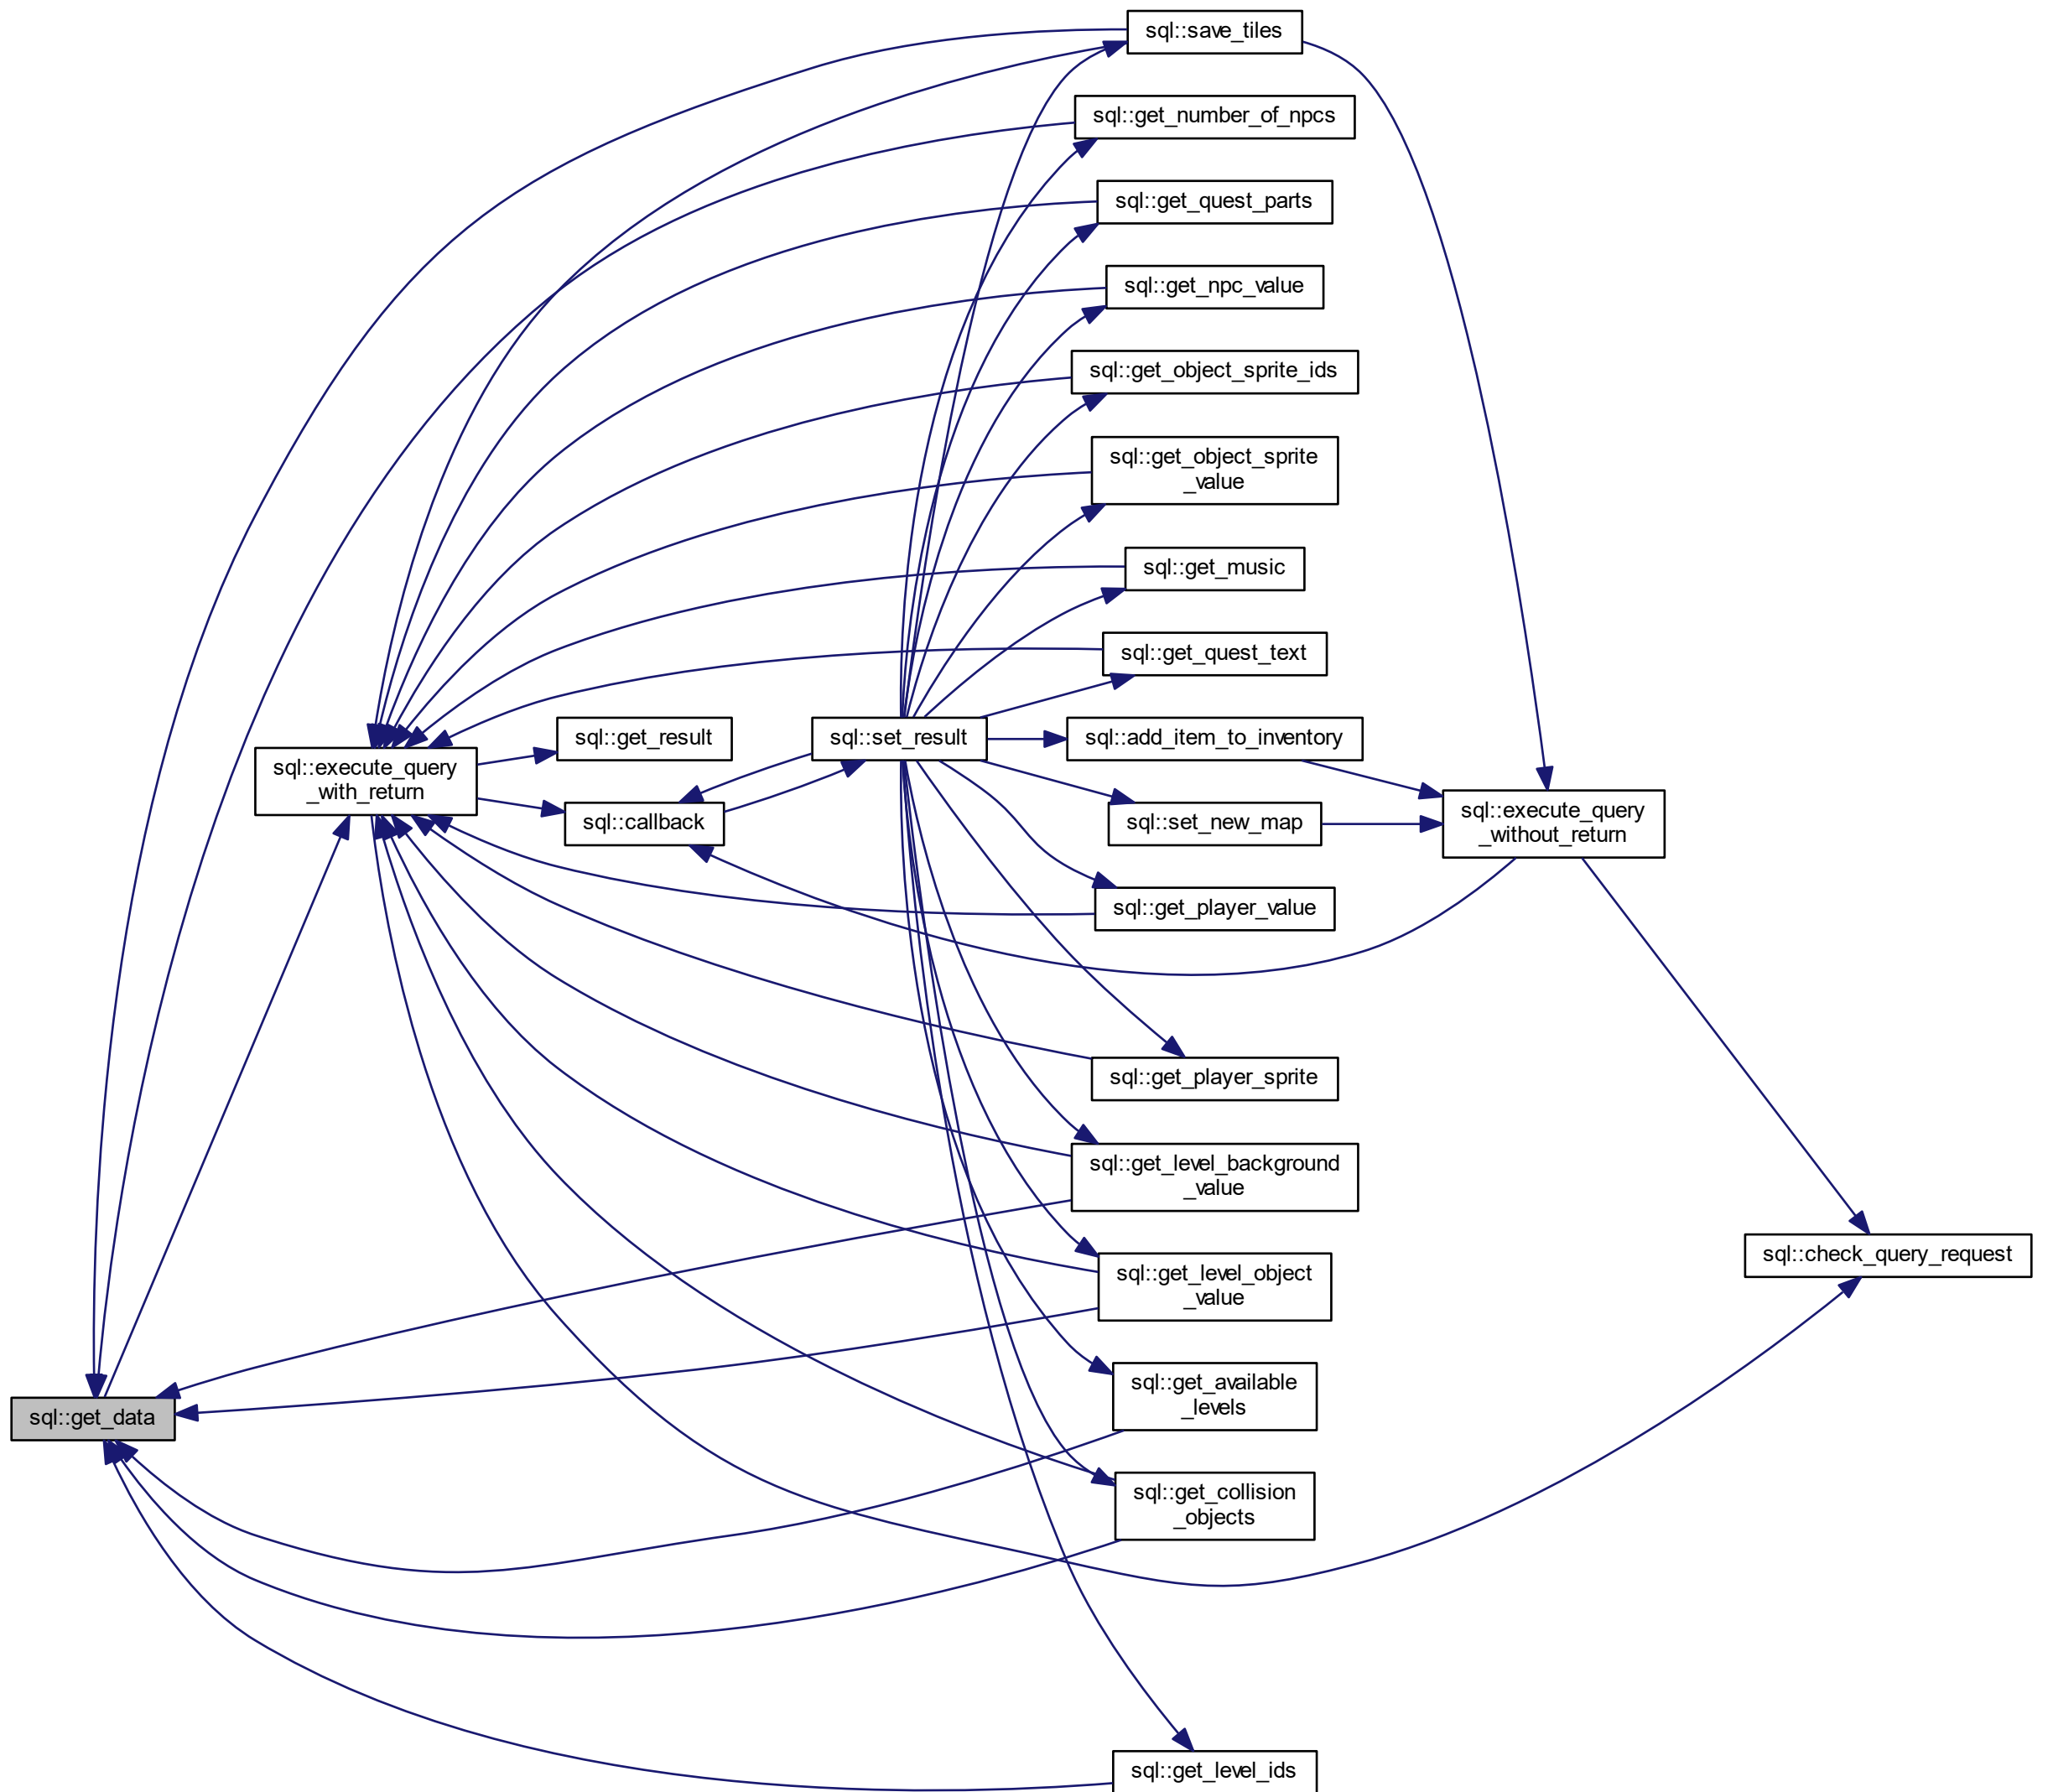 sql::save_tiles
sql::get_number_of_npcs
sql::get_quest_parts
sql::get_npc_value
sql::get_object_sprite_ids
sql::get_object_sprite
_value
sql::get_music
sql::get_quest_text
sql::get_result
sql::set_result
sql::add_item_to_inventory
sql::execute_query
_with_return
sql::callback
sql::set_new_map
sql::execute_query
_without_return
sql::get_player_value
sql::get_player_sprite
sql::get_level_background
_value
sql::check_query_request
sql::get_level_object
_value
sql::get_available
_levels
sql::get_data
sql::get_collision
_objects
sql::get_level_ids